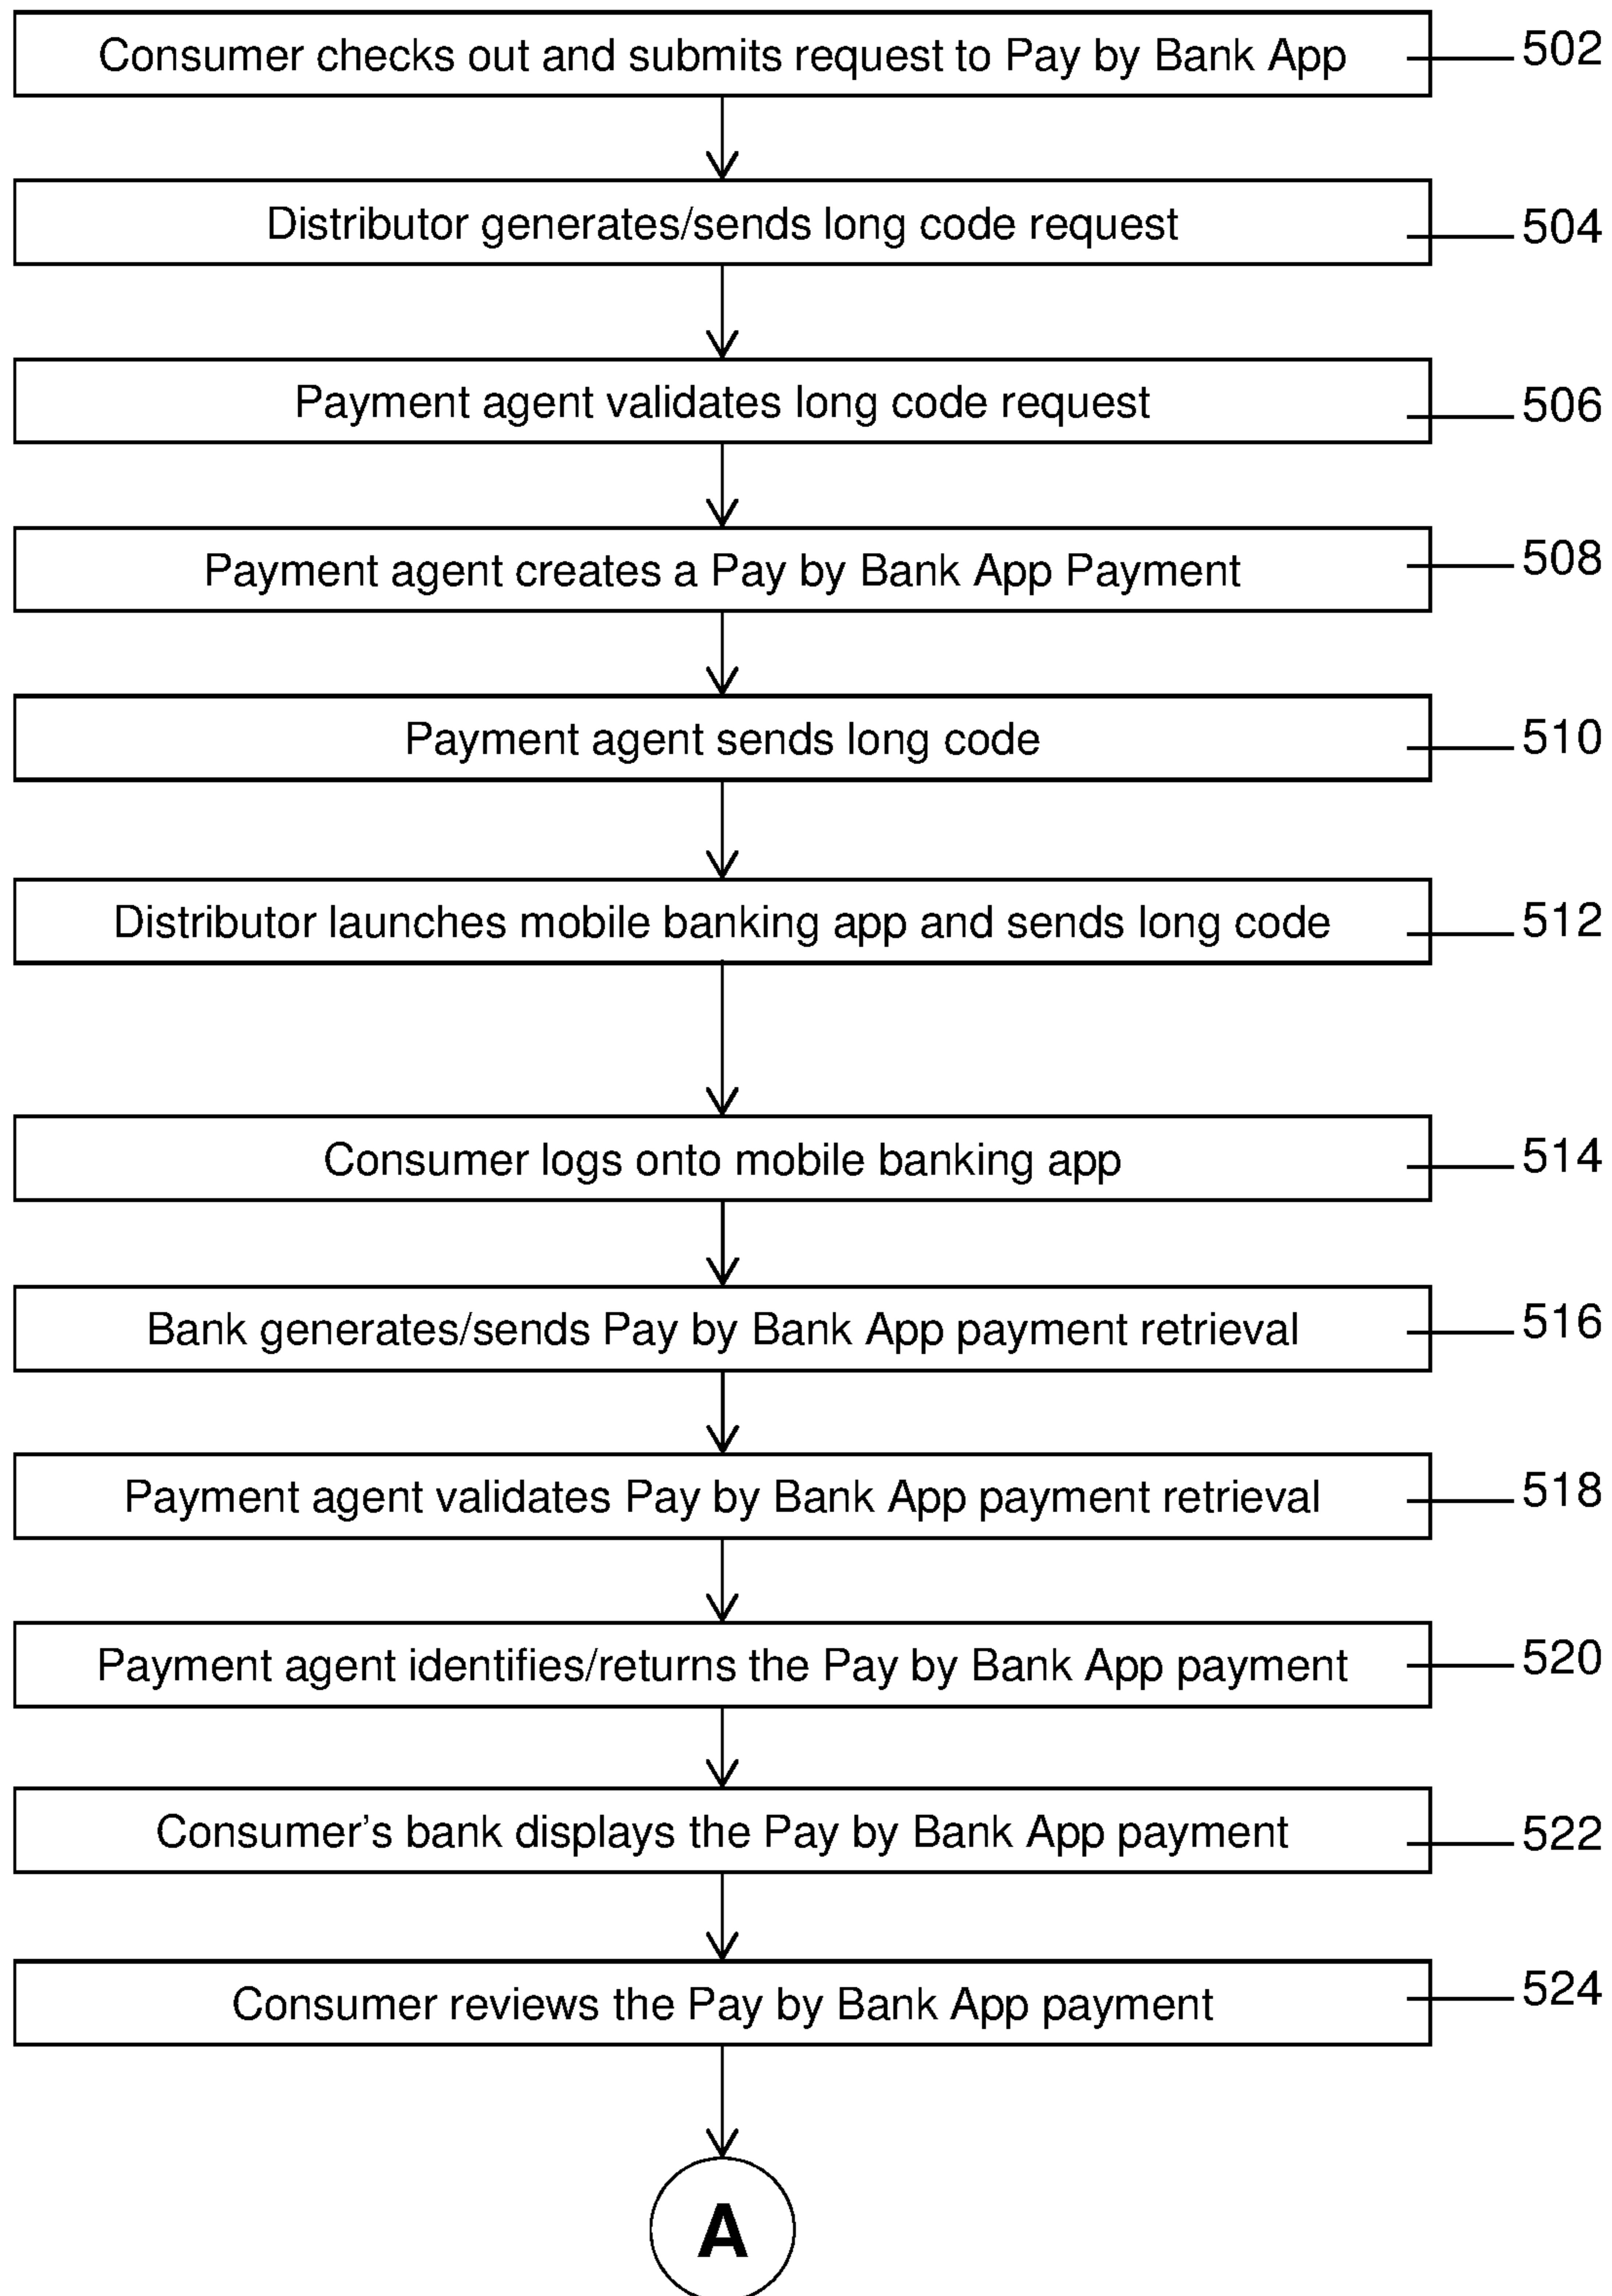 Consumer checks out and submits request to Pay by Bank App 502
Distributor generates/sends long code request 504
Payment agent validates long code request 506
Payment agent creates a Pay by Bank App Payment 508
Payment agent sends long code 510
Distributor launches mobile banking app and sends long code 512
Consumer logs onto mobile banking app 514
Bank generates/sends Pay by Bank App payment retrieval 516
Payment agent validates Pay by Bank App payment retrieval 518
Payment agent identifies/returns the Pay by Bank App payment 520
Consumer's bank displays the Pay by Bank App payment 522
Consumer reviews the Pay by Bank App payment 524
A